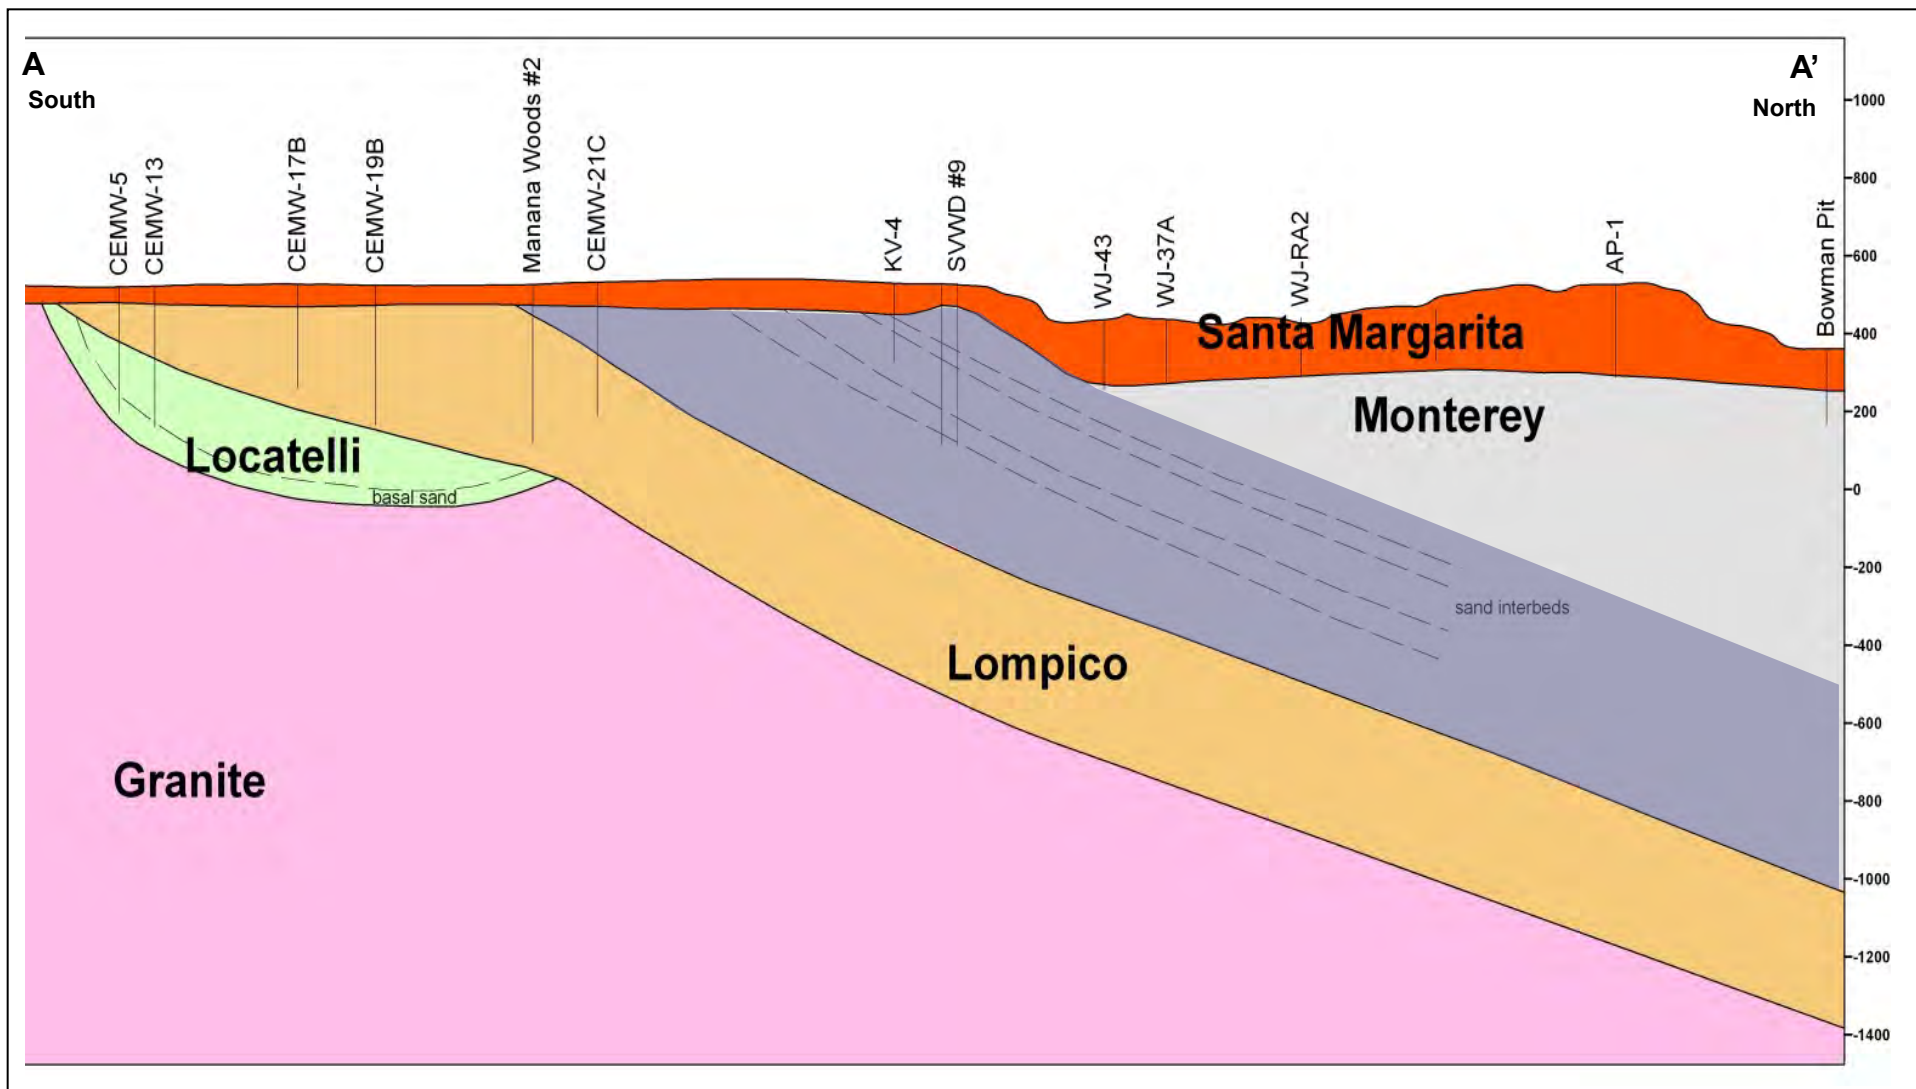 A
South
A'
North
CEMW-5
CEMW-13
CEMW-17B
CEMW-19B
Manana Woods #2
CEMW-21C
KV-4
SVWD #9
WJ-43
WJ-37A
WJ-RA2
AP-1
Bowman Pit
1000
800
600
400
200
0
-200
-400
-600
-800
-1000
-1200
-1400
Santa Margarita
Monterey
Locatelli
basal sand
sand interbeds
Lompico
Granite